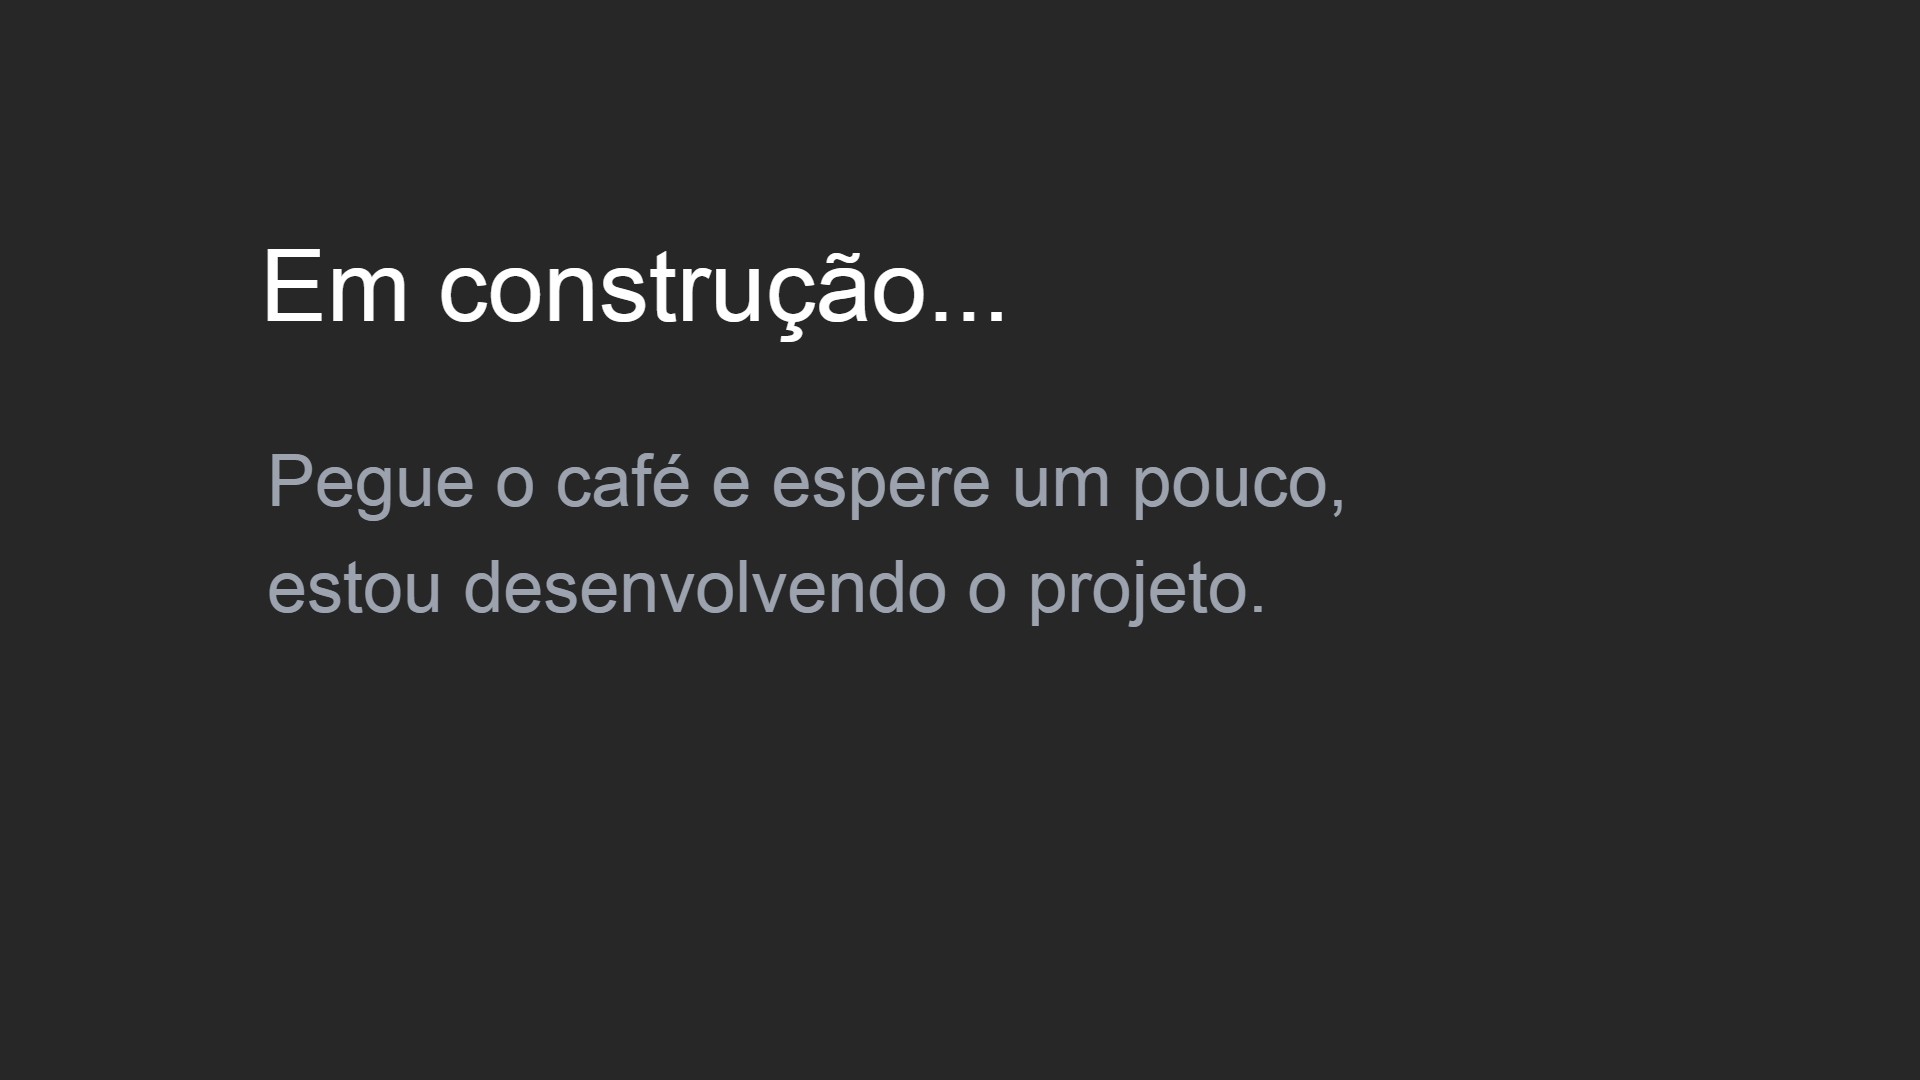 Em construção...
Pegue o café e espere um pouco,
estou desenvolvendo o projeto.